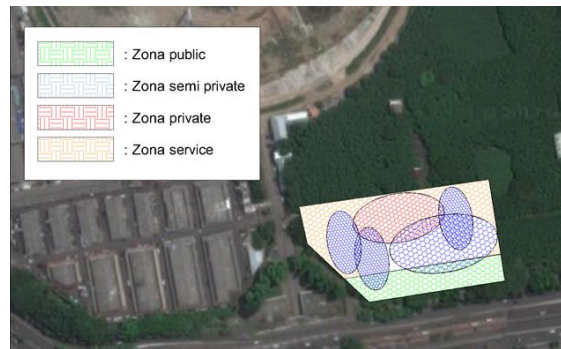 : Zona public
: Zona semi private
: Zona private
: Zona service